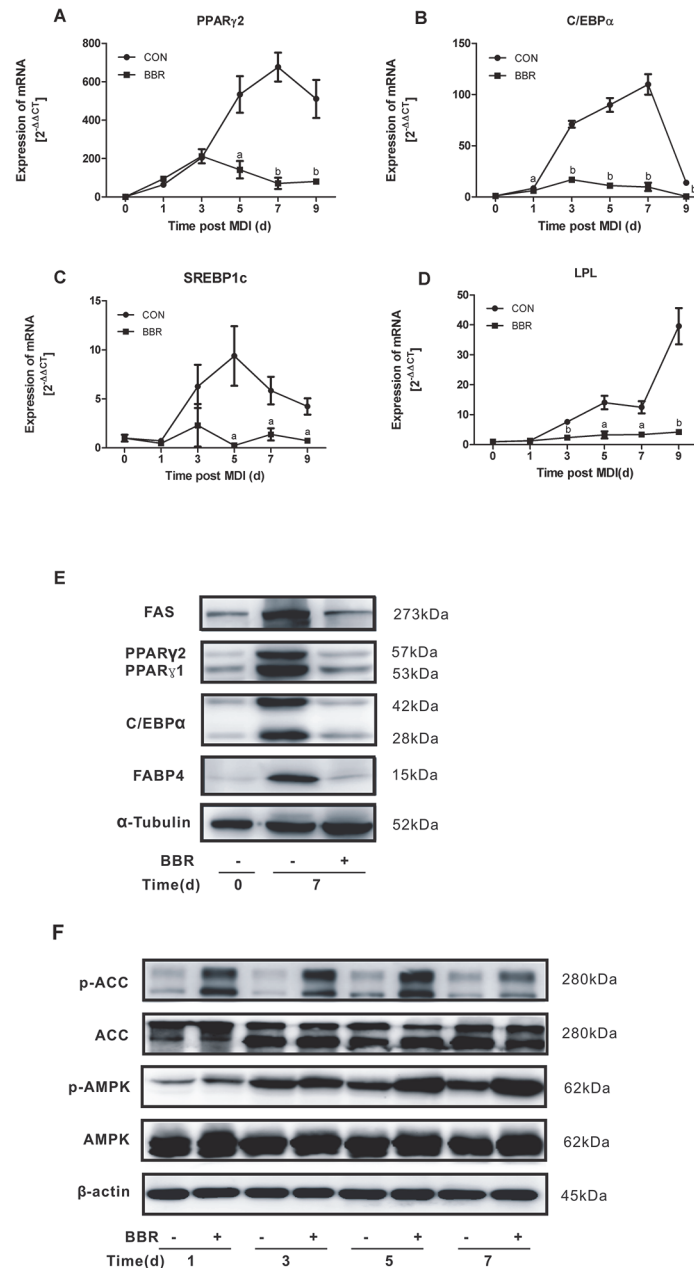 A
PPARγ2
CON
BBR
Expression of mRNA
[2-ΔΔCT]
800
600
400
200
0
a
b
b
0 1 3 5 7 9
Time post MDI (d)
B
C/EBPα
CON
BBR
Expression of mRNA
[2-ΔΔCT]
150
100
50
0
a
b
b
b
b
0 1 3 5 7 9
Time post MDI (d)
C
SREBP1c
CON
BBR
Expression of mRNA
[2-ΔΔCT]
15
10
5
0
a
a
a
0 1 3 5 7 9
Time post MDI (d)
D
LPL
CON
BBR
Expression of mRNA
[2-ΔΔCT]
50
40
30
20
10
0
b
a
a
b
0 1 3 5 7 9
Time post MDI(d)
E
FAS 273kDa
PPARγ2 57kDa
PPARɣ1 53kDa
42kDa
C/EBPα
28kDa
FABP4 15kDa
α-Tubulin 52kDa
BBR - - +
Time(d) 0 7
F
p-ACC 280kDa
ACC 280kDa
p-AMPK 62kDa
AMPK 62kDa
β-actin 45kDa
BBR - + - + - + - +
Time(d) 1 3 5 7